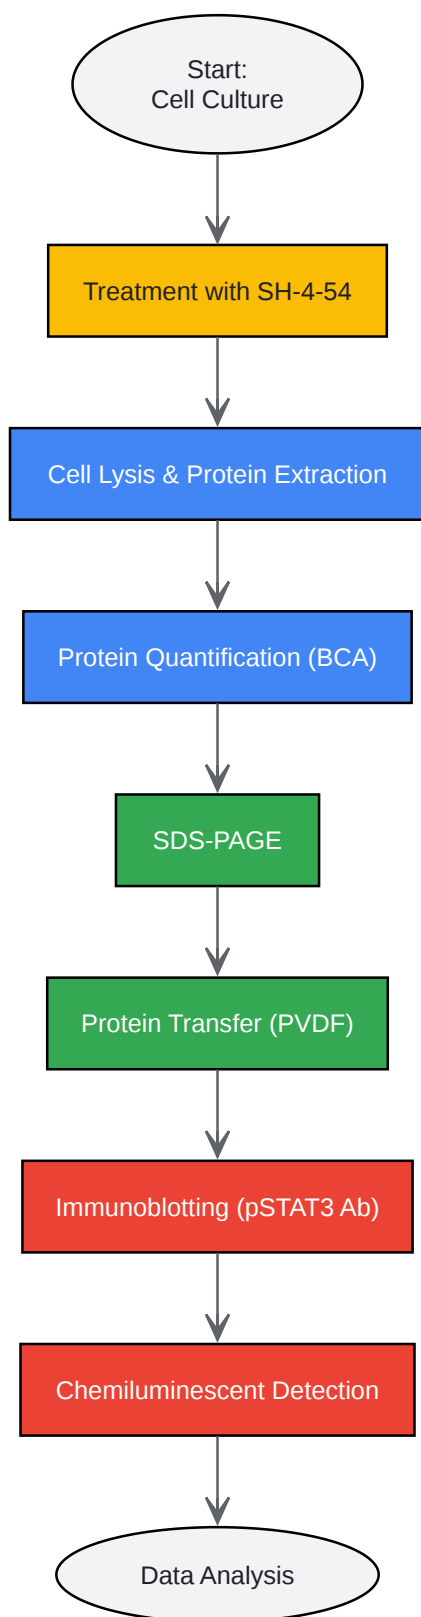 Start:
Cell Culture
Treatment with SH-4-54
Cell Lysis & Protein Extraction
Protein Quantification (BCA)
SDS-PAGE
Protein Transfer (PVDF)
Immunoblotting (pSTAT3 Ab)
Chemiluminescent Detection
Data Analysis